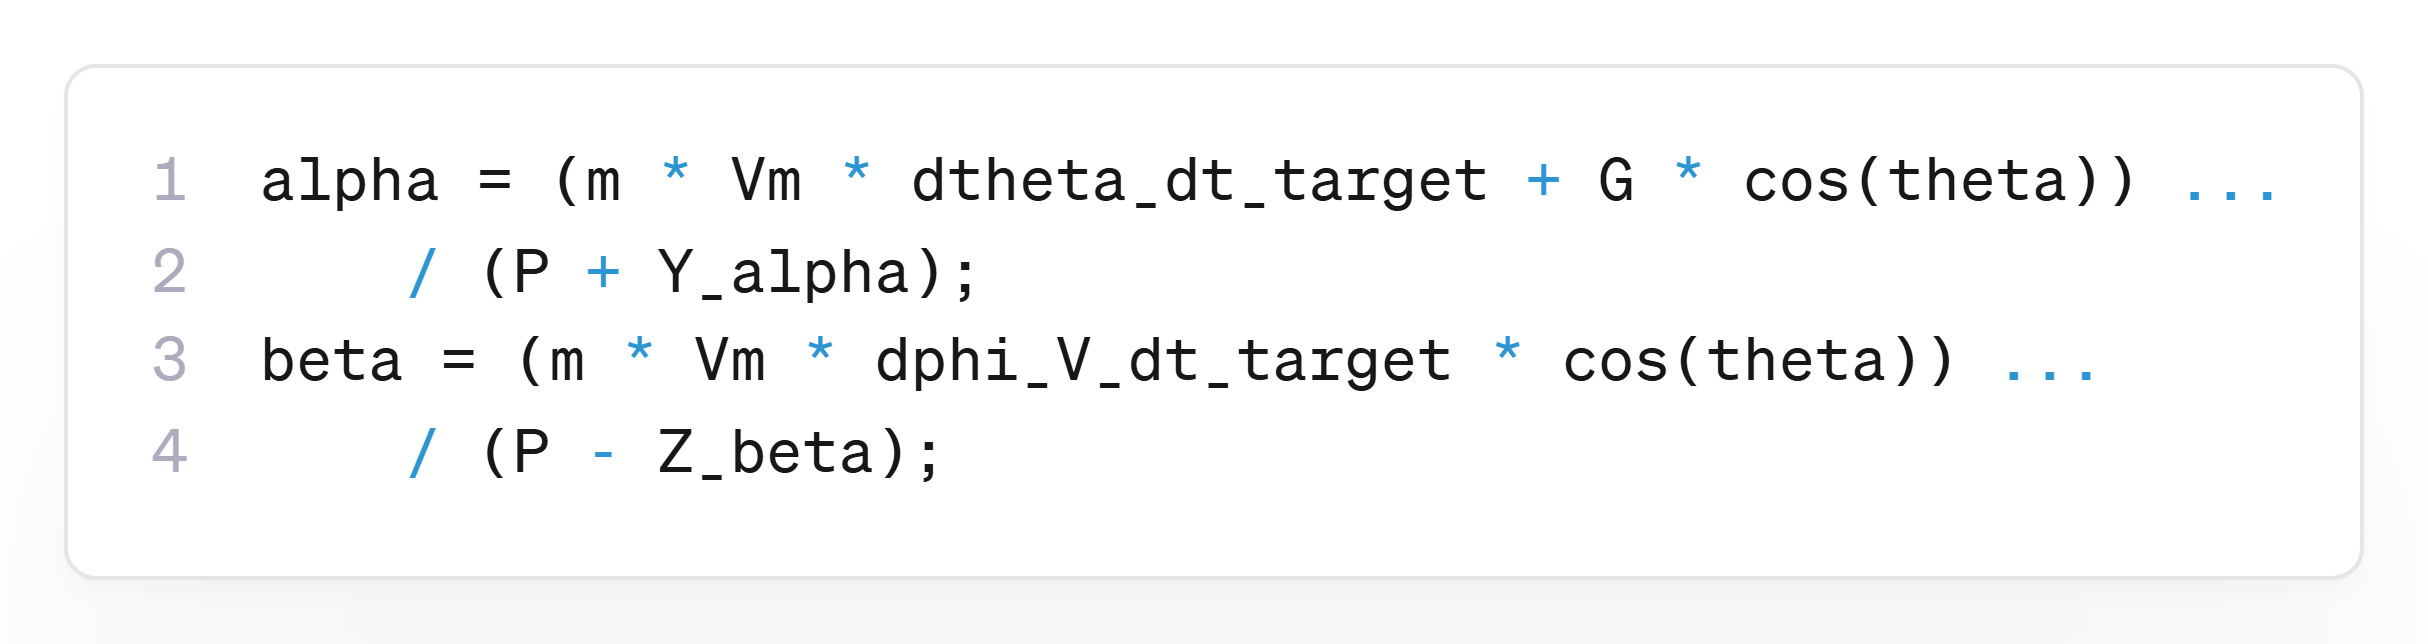 1 alpha = (m * Vm * dtheta_dt_target + G * cos(theta)) ...
2     / (P + Y_alpha);
3 beta = (m * Vm * dphi_V_dt_target * cos(theta)) ...
4     / (P - Z_beta);